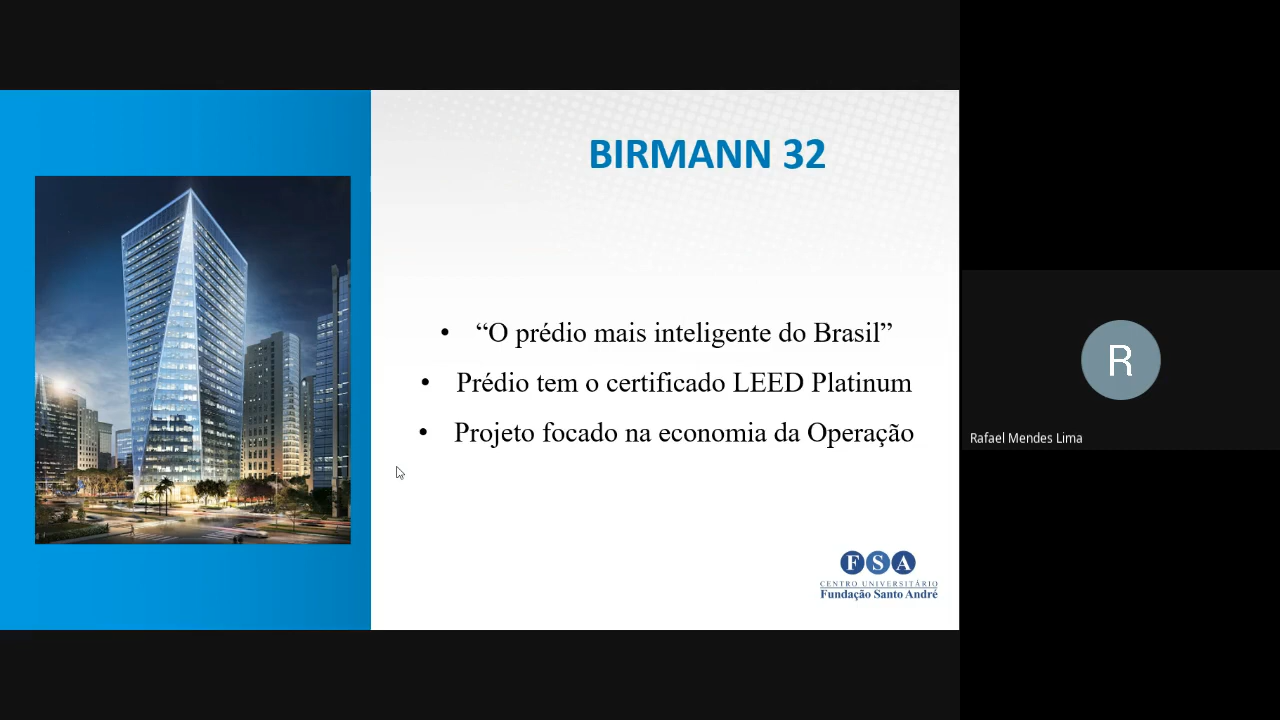 BIRMANN 32
• “O prédio mais inteligente do Brasil”
• Prédio tem o certificado LEED Platinum
• Projeto focado na economia da Operação
FSA
CENTRO UNIVERSITÁRIO
Fundação Santo André
R
Rafael Mendes Lima